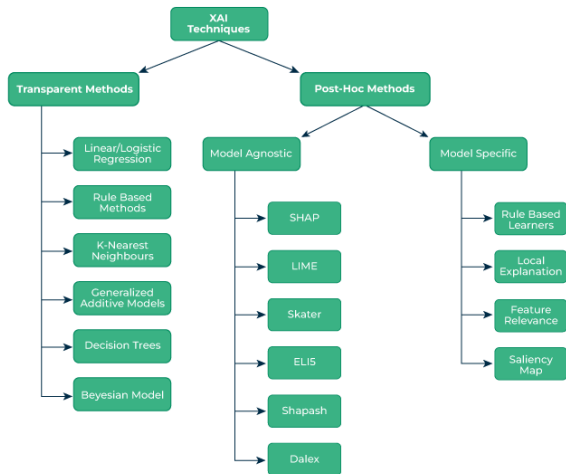 XAI
Techniques
Transparent Methods
Post-Hoc Methods
Linear/Logistic
Regression
Rule Based
Methods
K-Nearest
Neighbours
Generalized
Additive Models
Decision Trees
Beyesian Model
Model Agnostic
SHAP
LIME
Skater
ELI5
Shapash
Dalex
Model Specific
Rule Based
Learners
Local
Explanation
Feature
Relevance
Saliency
Map